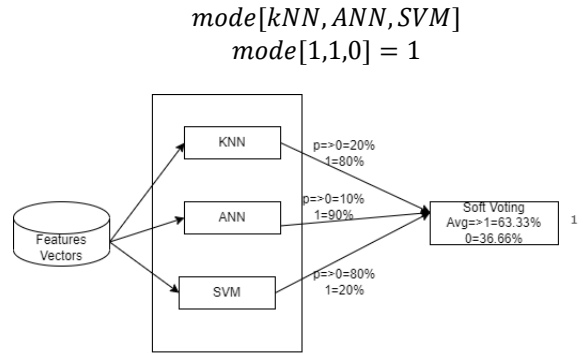 mode[kNN, ANN, SVM]
mode[1,1,0] = 1
KNN
p=>0=20%
1=80%
ANN
p=>0=10%
1=90%
Soft Voting
Avg=>1=63.33%
0=36.66%
1
Features
Vectors
SVM
p=>0=80%
1=20%